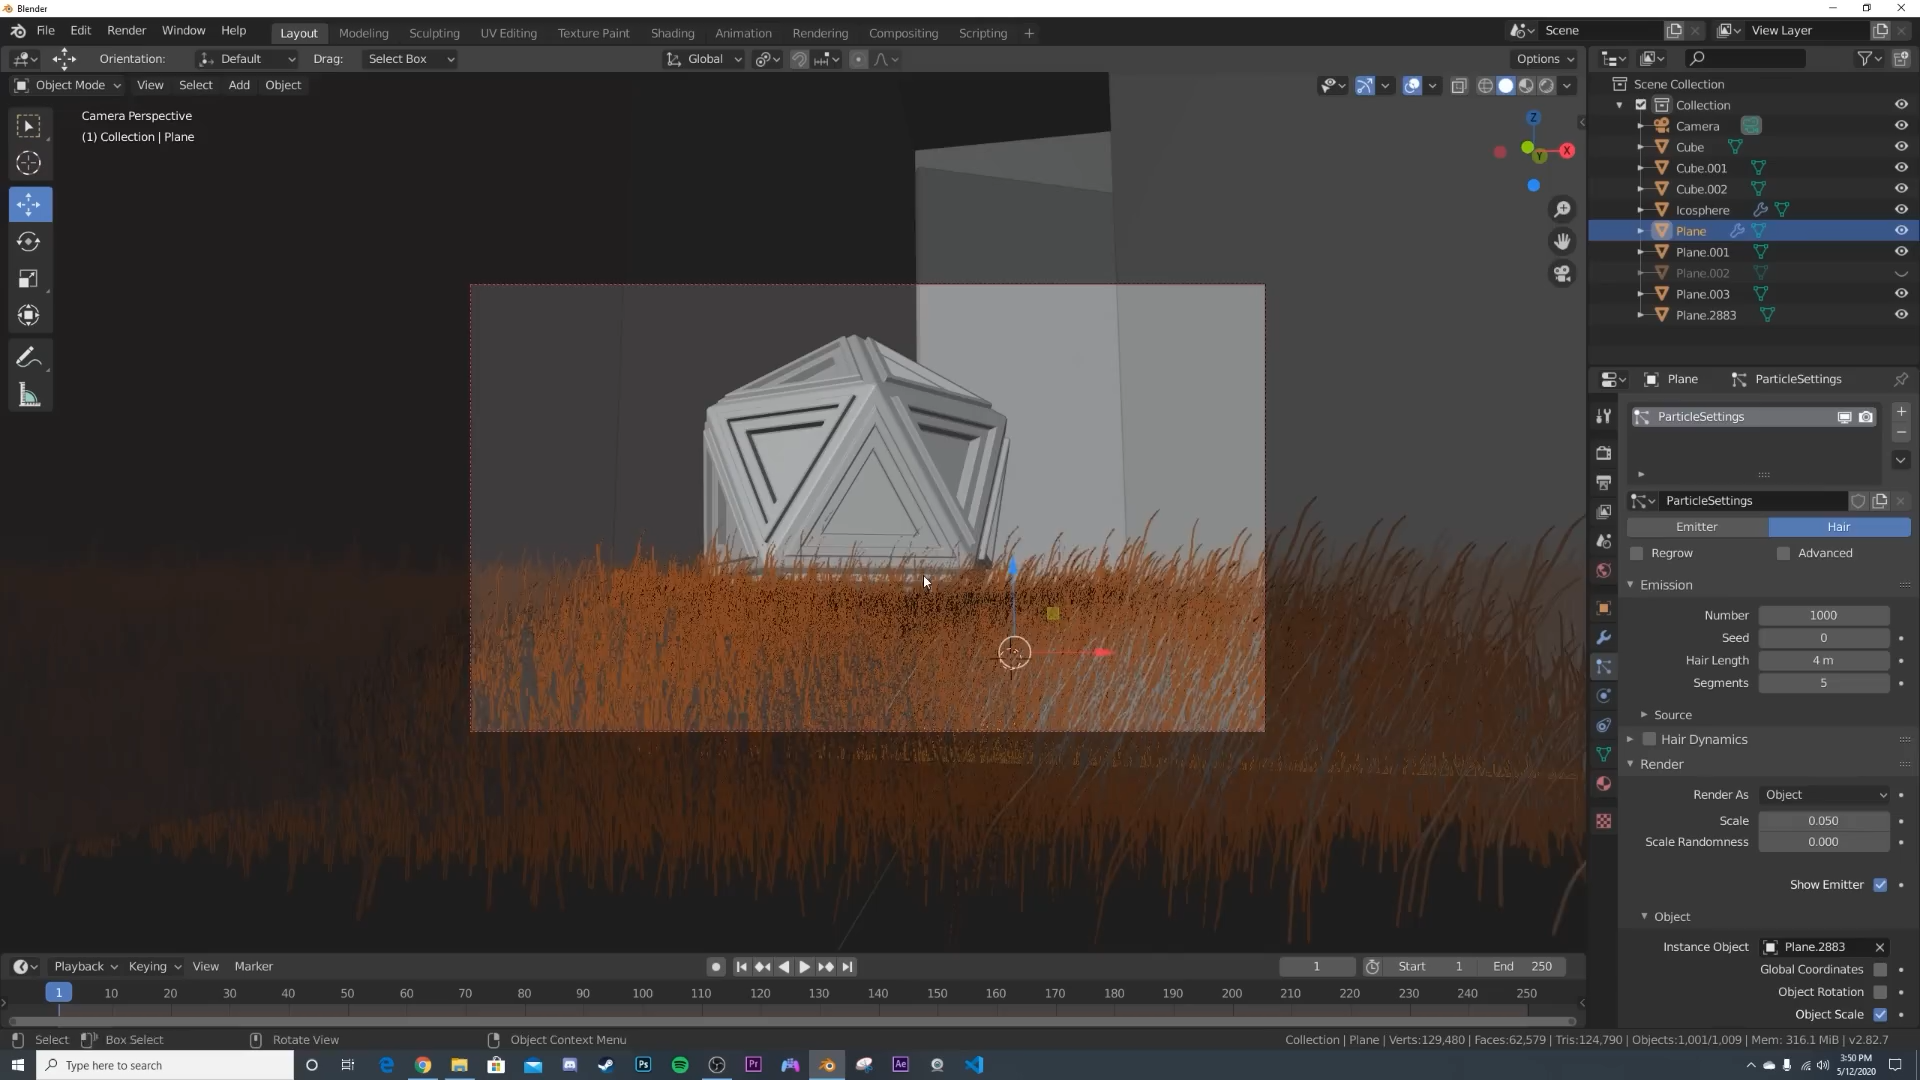 Blender
File Edit Render Window Help
Layout Modeling Sculpting UV Editing Texture Paint Shading Animation Rendering Compositing Scripting +
Scene
View Layer
Orientation: Default Drag: Select Box
Global
Options
Object Mode View Select Add Object
Camera Perspective
(1) Collection | Plane
Z
X
Y
Scene Collection
Collection
Camera
Cube
Cube.001
Cube.002
Icosphere
Plane
Plane.001
Plane.002
Plane.003
Plane.2883
Plane ParticleSettings
ParticleSettings
ParticleSettings
Emitter Hair
Regrow Advanced
Emission
Number 1000
Seed 0
Hair Length 4 m
Segments 5
Source
Hair Dynamics
Render
Render As Object
Scale 0.050
Scale Randomness 0.000
Show Emitter
Object
Instance Object Plane.2883
Global Coordinates
Object Rotation
Object Scale
Playback Keying View Marker
1 Start 1 End 250
1 10 20 30 40 50 60 70 80 90 100 110 120 130 140 150 160 170 180 190 200 210 220 230 240 250
Select Box Select Rotate View Object Context Menu
Collection | Plane | Verts:129,480 | Faces:62,579 | Tris:124,790 | Objects:1,001/1,009 | Mem: 316.1 MiB | v2.82.7
Type here to search
Ps
Pr
Ae
3:50 PM
5/12/2020